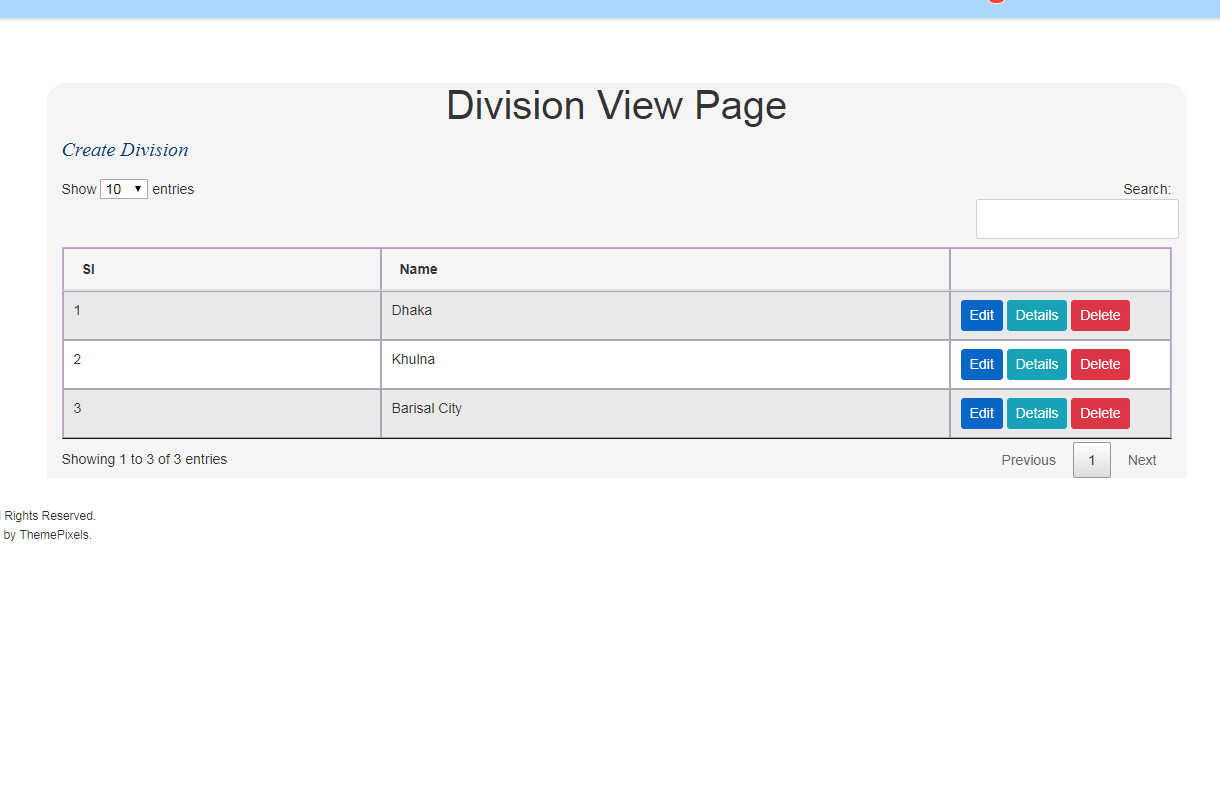 Division View Page
Create Division
Show 10 entries
Search:
Sl Name
1 Dhaka Edit Details Delete
2 Khulna Edit Details Delete
3 Barisal City Edit Details Delete
Showing 1 to 3 of 3 entries
Previous 1 Next
Rights Reserved.
by ThemePixels.